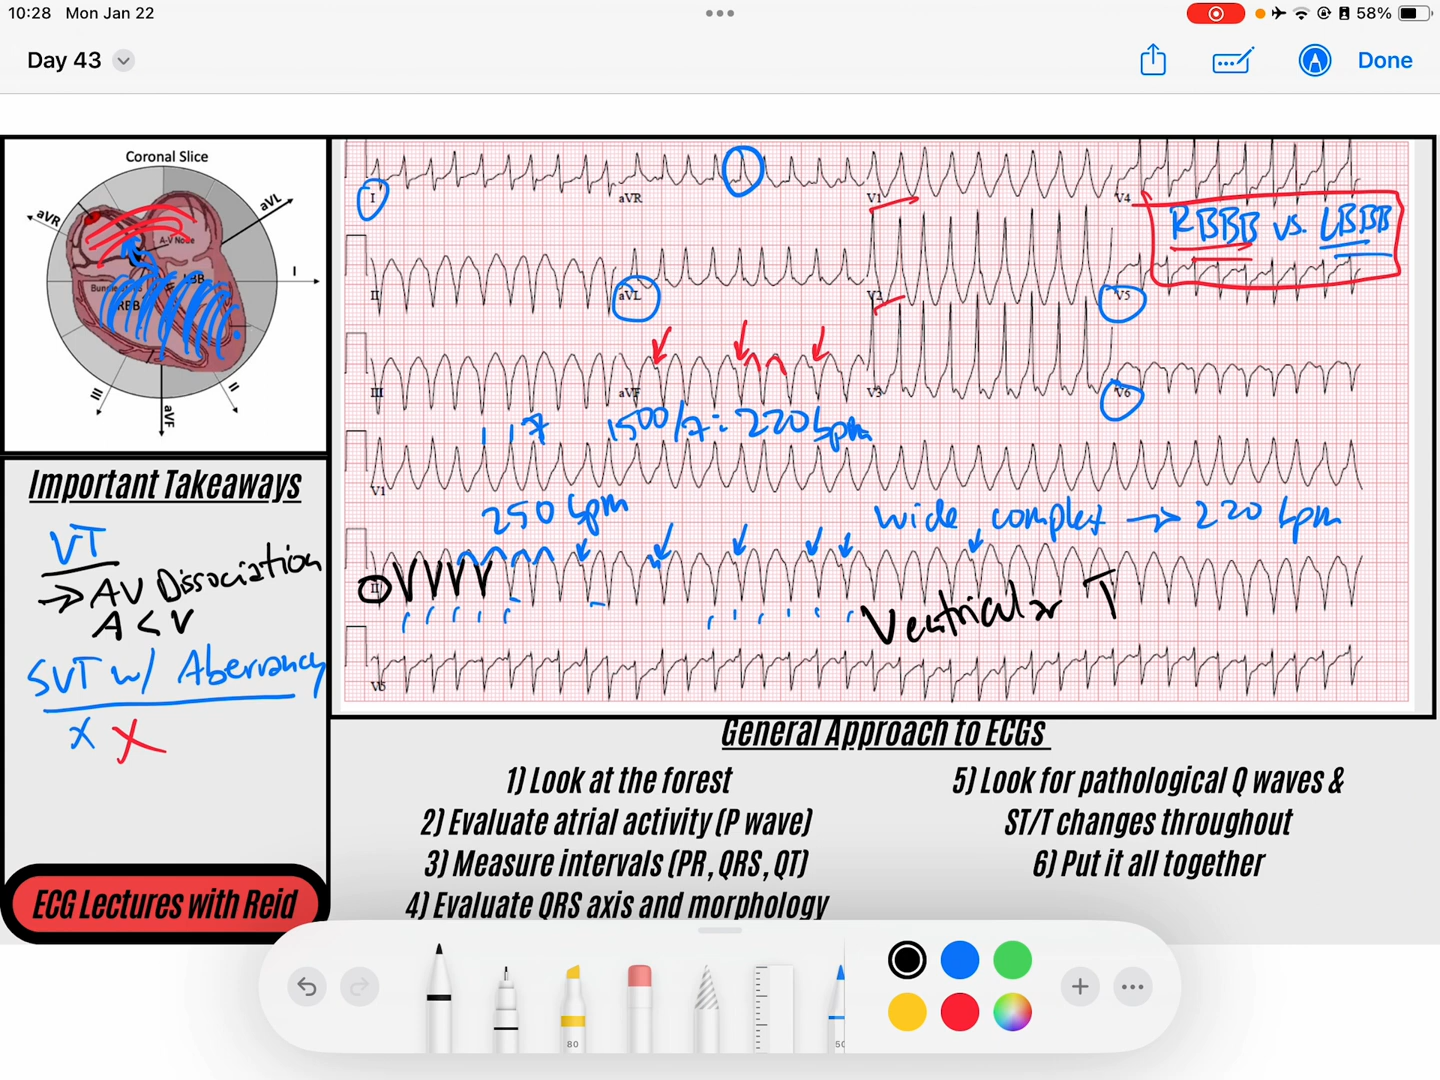 10:28 Mon Jan 22
58%
Day 43
Done
Coronal Slice
aVR
aVL
A-V Node
I
LBB
RBB
III
aVF
II
I
aVR
V1
V4
RBBB vs. LBBB
II
aVL
V2
V5
III
aVF
V3
V6
1500/7 = 220 bpm
V1
250 bpm
wide complex → 220 bpm
II
VVVV
Ventricular T
V5
Important Takeaways
VT
→ AV Dissociation
A < V
SVT w/ Aberrancy
X X
ECG Lectures with Reid
General Approach to ECGs
1) Look at the forest
2) Evaluate atrial activity (P wave)
3) Measure intervals (PR, QRS, QT)
4) Evaluate QRS axis and morphology
5) Look for pathological Q waves &
ST/T changes throughout
6) Put it all together
80
50